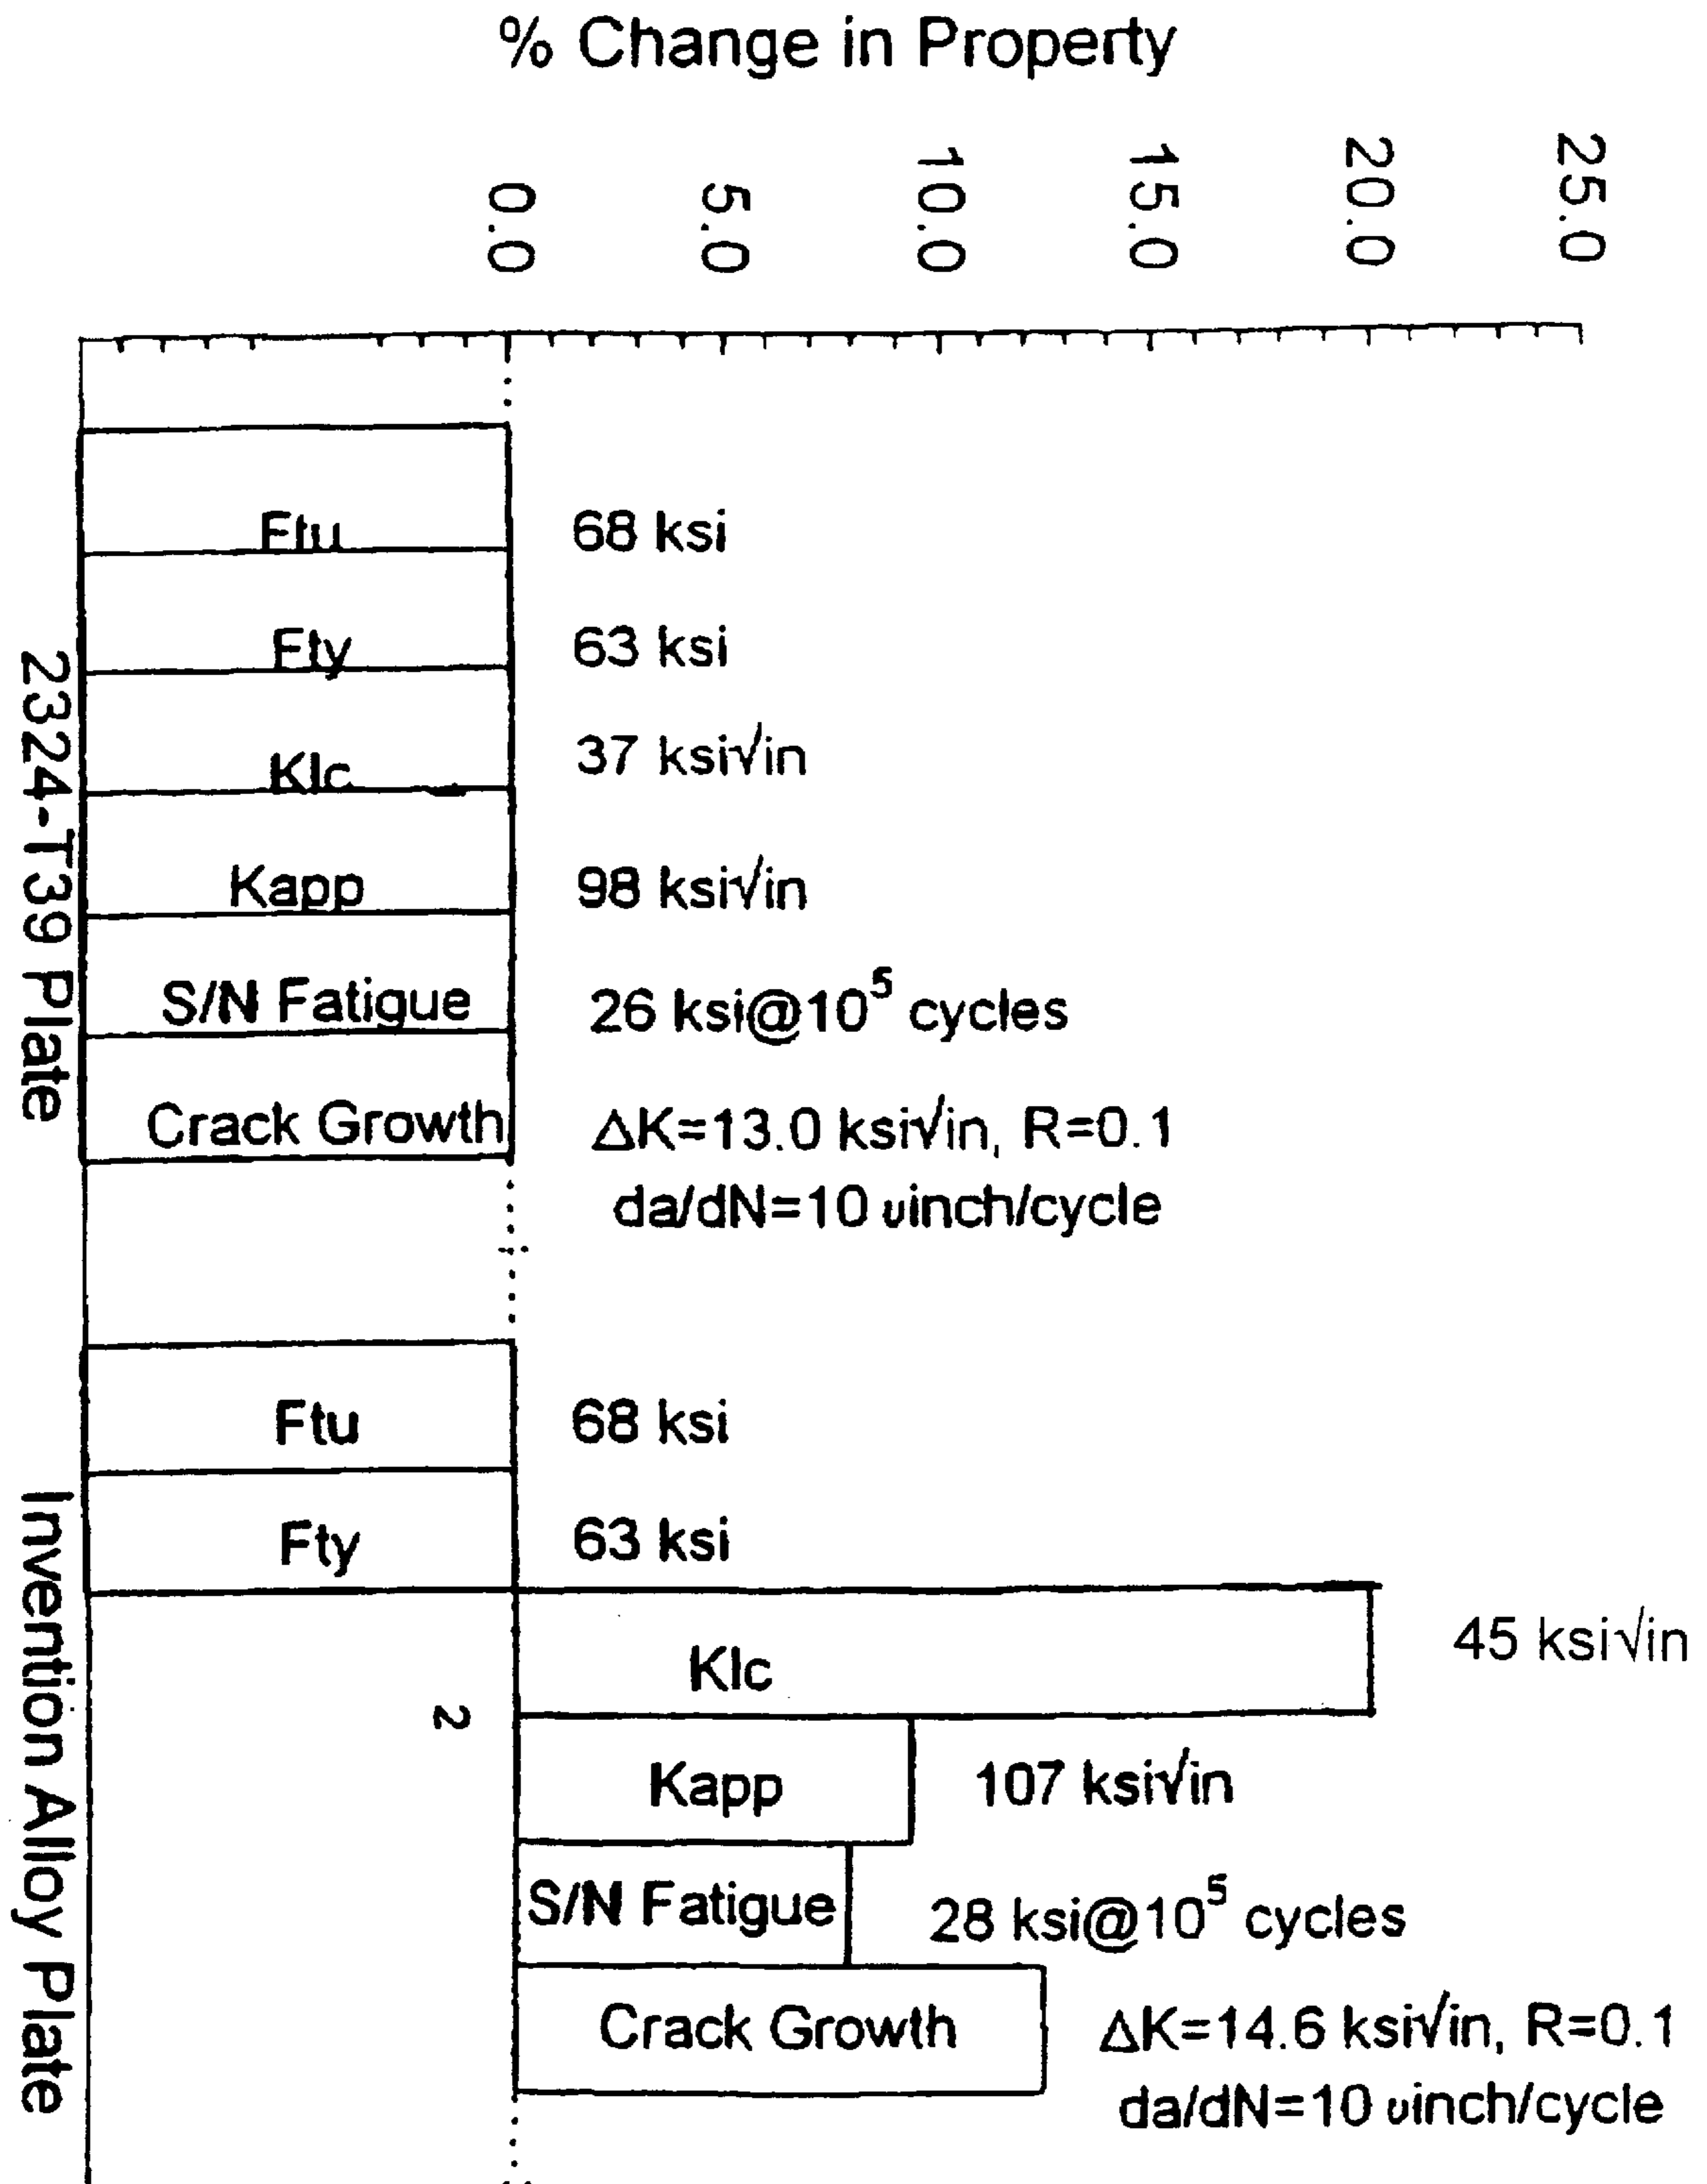 % Change in Property
0.0
5.0
10.0
15.0
20.0
25.0
2324-T39 Plate
Ftu 68 ksi
Fty 63 ksi
KIc 37 ksi√in
Kapp 98 ksi√in
S/N Fatigue 26 ksi@10⁵ cycles
Crack Growth ΔK=13.0 ksi√in, R=0.1
da/dN=10 υinch/cycle
Invention Alloy Plate
Ftu 68 ksi
Fty 63 ksi
KIc 45 ksi√in
2
Kapp 107 ksi√in
S/N Fatigue 28 ksi@10⁵ cycles
Crack Growth ΔK=14.6 ksi√in, R=0.1
da/dN=10 υinch/cycle